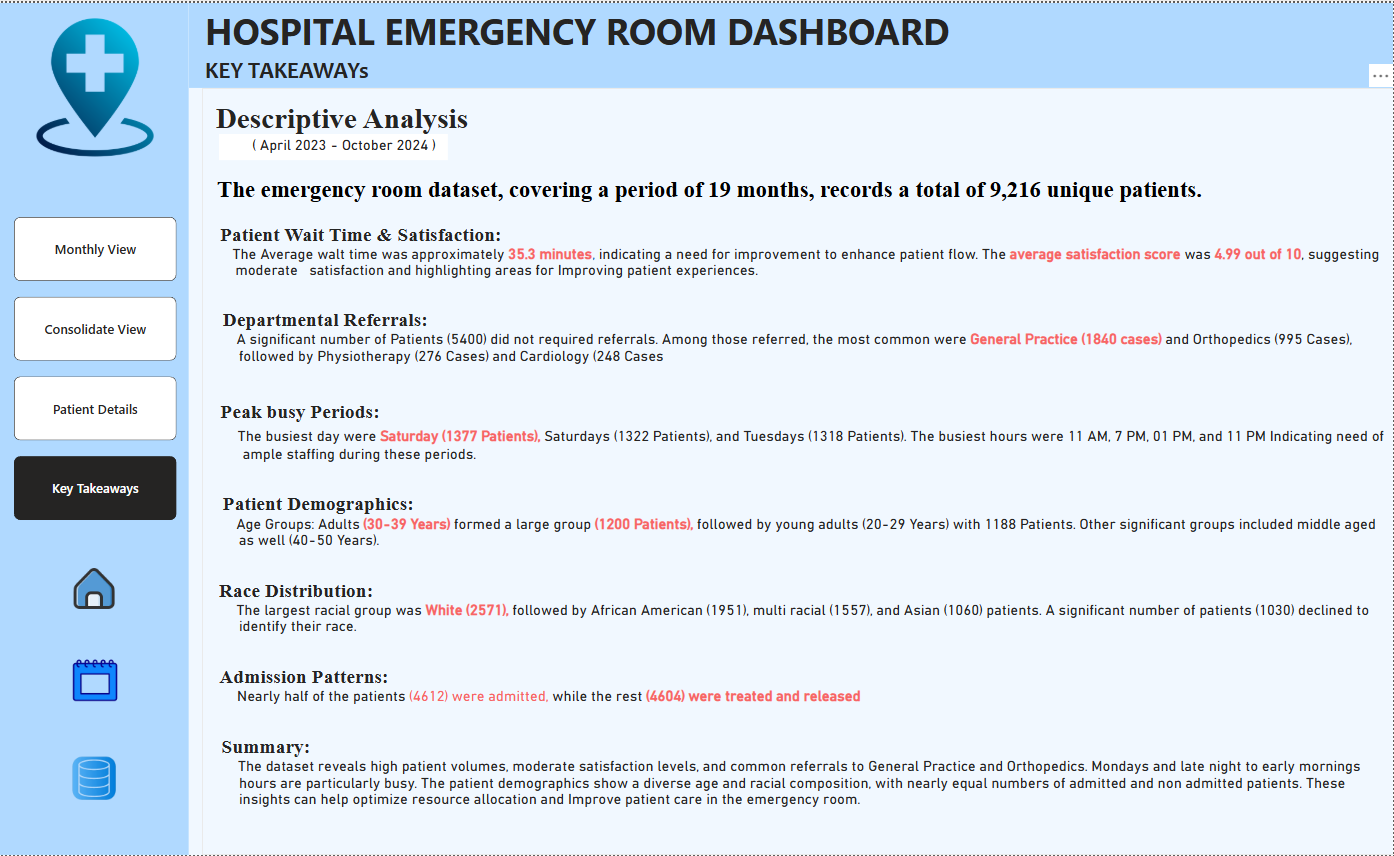 HOSPITAL EMERGENCY ROOM DASHBOARD
KEY TAKEAWAYs
Descriptive Analysis
( April 2023 - October 2024 )
The emergency room dataset, covering a period of 19 months, records a total of 9,216 unique patients.
Monthly View
Consolidate View
Patient Details
Key Takeaways
Patient Wait Time & Satisfaction:
The Average walt time was approximately 35.3 minutes, indicating a need for improvement to enhance patient flow. The average satisfaction score was 4.99 out of 10, suggesting
moderate satisfaction and highlighting areas for Improving patient experiences.
Departmental Referrals:
A significant number of Patients (5400) did not required referrals. Among those referred, the most common were General Practice (1840 cases) and Orthopedics (995 Cases),
followed by Physiotherapy (276 Cases) and Cardiology (248 Cases
Peak busy Periods:
The busiest day were Saturday (1377 Patients), Saturdays (1322 Patients), and Tuesdays (1318 Patients). The busiest hours were 11 AM, 7 PM, 01 PM, and 11 PM Indicating need of
ample staffing during these periods.
Patient Demographics:
Age Groups: Adults (30-39 Years) formed a large group (1200 Patients), followed by young adults (20-29 Years) with 1188 Patients. Other significant groups included middle aged
as well (40-50 Years).
Race Distribution:
The largest racial group was White (2571), followed by African American (1951), multi racial (1557), and Asian (1060) patients. A significant number of patients (1030) declined to
identify their race.
Admission Patterns:
Nearly half of the patients (4612) were admitted, while the rest (4604) were treated and released
Summary:
The dataset reveals high patient volumes, moderate satisfaction levels, and common referrals to General Practice and Orthopedics. Mondays and late night to early mornings
hours are particularly busy. The patient demographics show a diverse age and racial composition, with nearly equal numbers of admitted and non admitted patients. These
insights can help optimize resource allocation and Improve patient care in the emergency room.